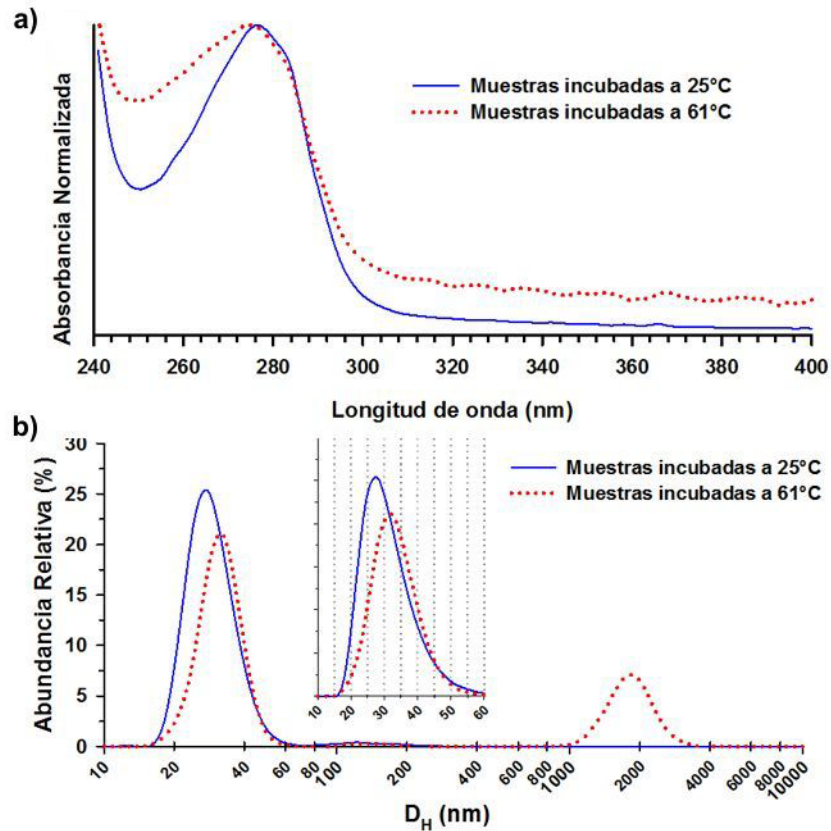 a)
Absorbancia Normalizada
Muestras incubadas a 25°C
Muestras incubadas a 61°C
240 260 280 300 320 340 360 380 400
Longitud de onda (nm)
b)
Abundancia Relativa (%)
30
25
20
15
10
5
0
Muestras incubadas a 25°C
Muestras incubadas a 61°C
10 20 30 40 50 60
10 20 40 60 80 100 200 400 600 800 1000 2000 4000 6000 8000 10000
D_H (nm)